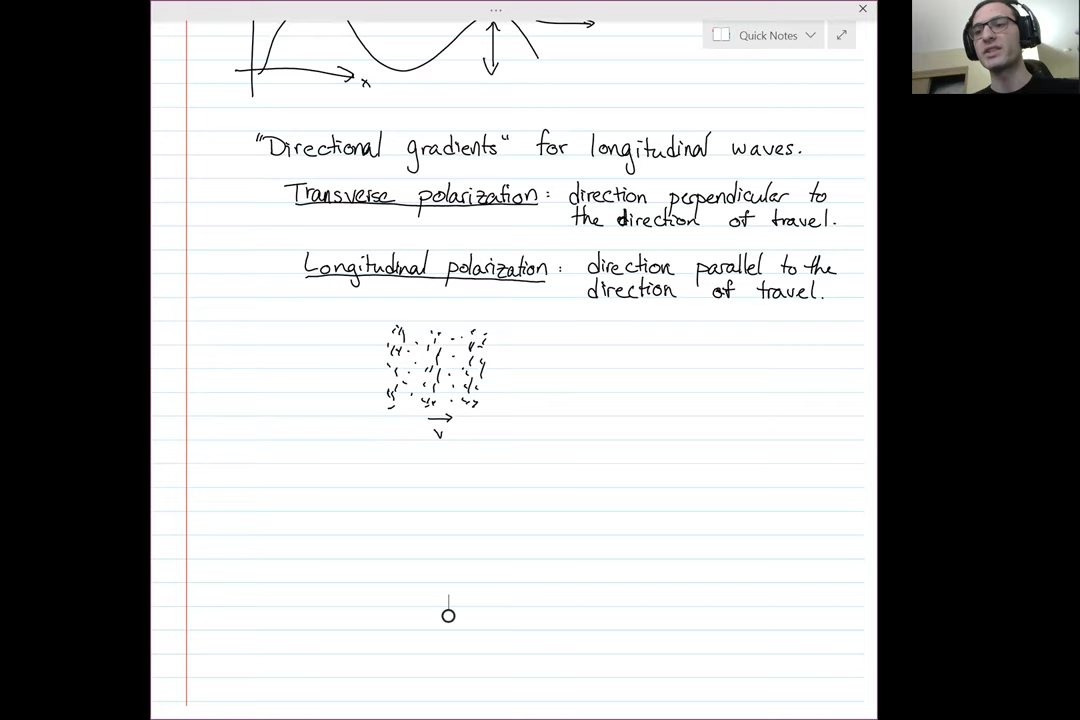 Quick Notes
x
"Directional gradients" for longitudinal waves.
Transverse polarization: direction perpendicular to
the direction of travel.
Longitudinal polarization: direction parallel to the
direction of travel.
v